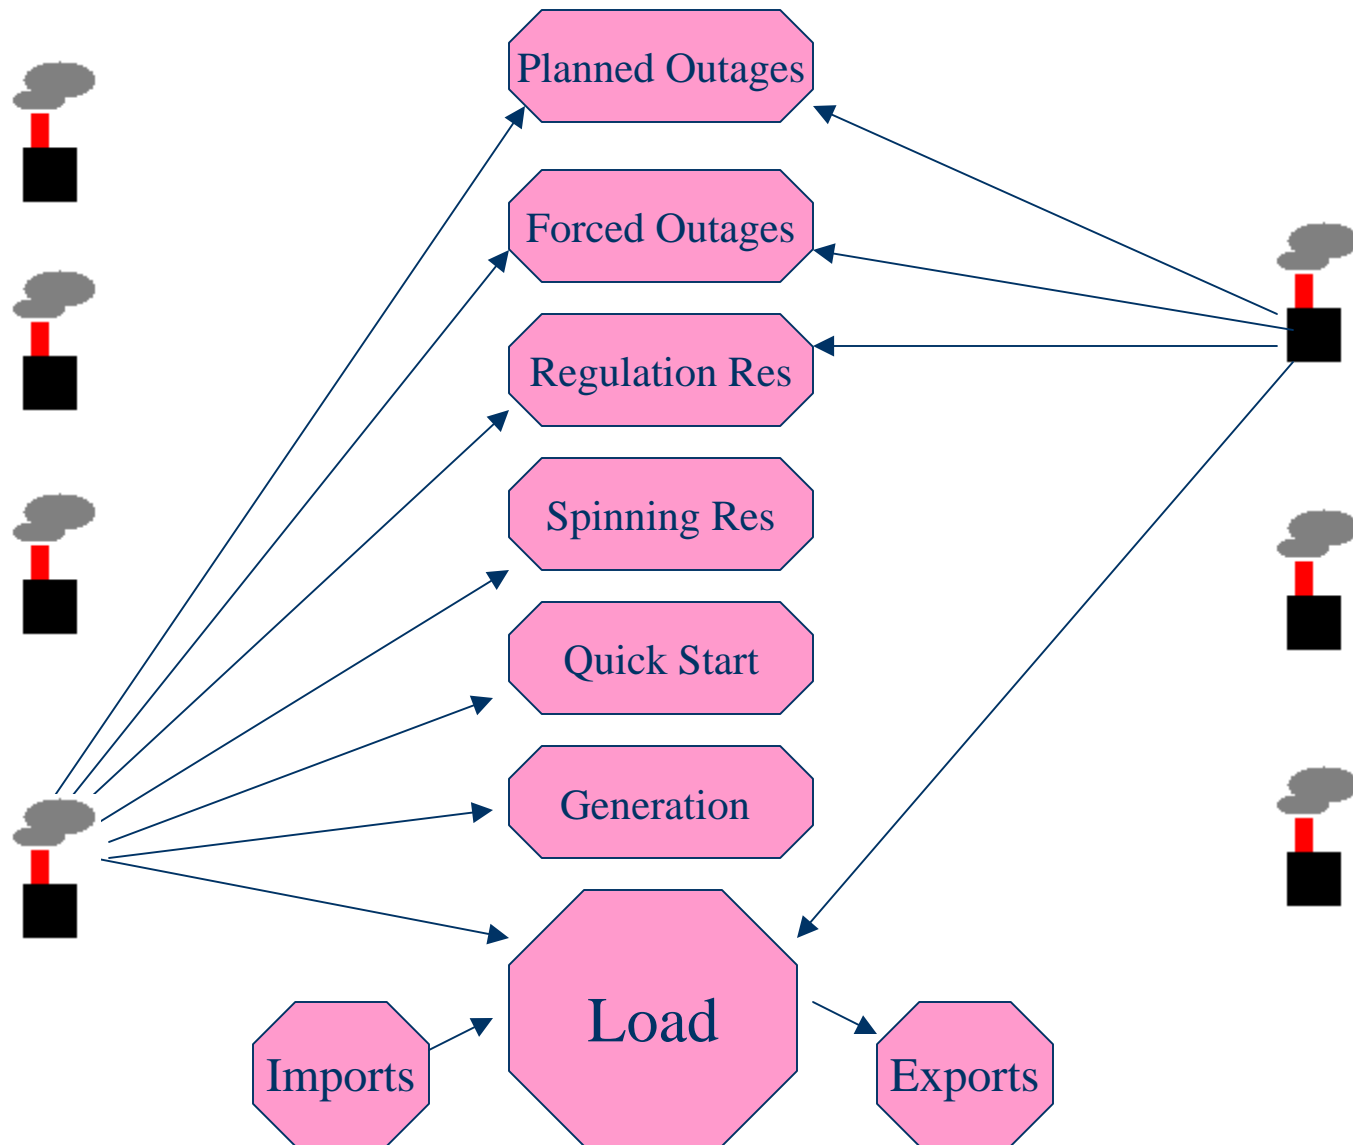 Planned Outages
Forced Outages
Regulation Res
Spinning Res
Quick Start
Generation
Load
Imports
Exports